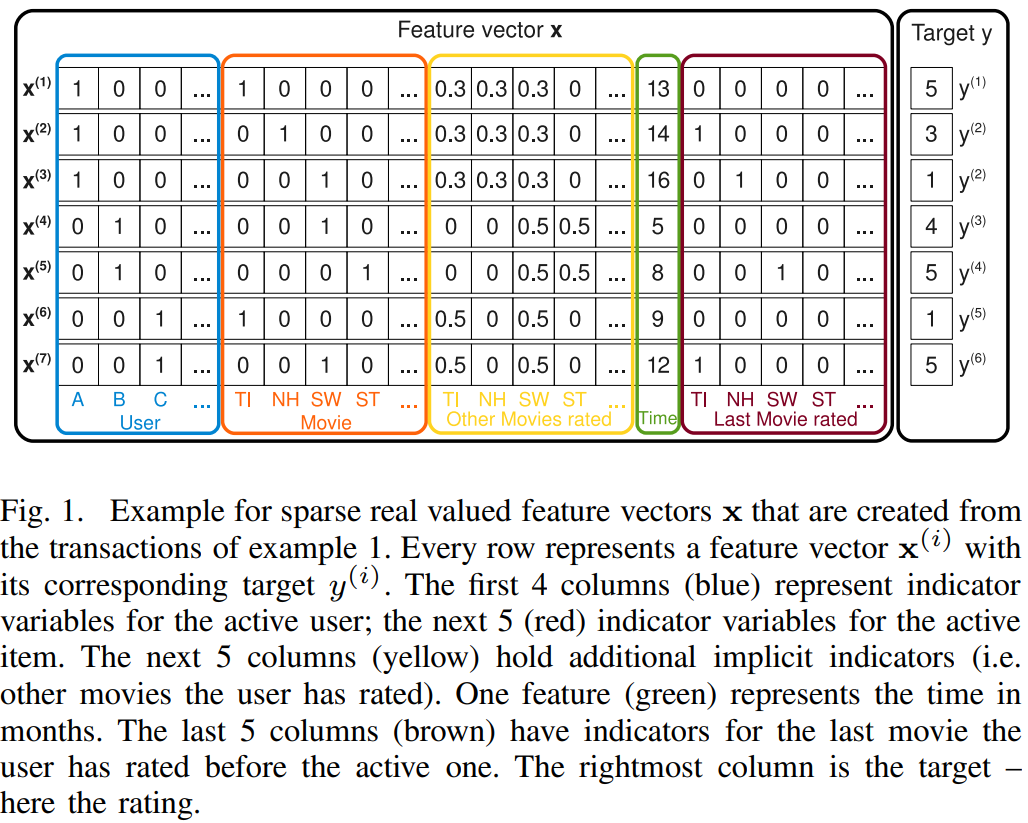 Feature vector x Target y
x(1) 1 0 0 ... 1 0 0 0 ... 0.3 0.3 0.3 0 ... 13 0 0 0 0 ... 5 y(1)
x(2) 1 0 0 ... 0 1 0 0 ... 0.3 0.3 0.3 0 ... 14 1 0 0 0 ... 3 y(2)
x(3) 1 0 0 ... 0 0 1 0 ... 0.3 0.3 0.3 0 ... 16 0 1 0 0 ... 1 y(2)
x(4) 0 1 0 ... 0 0 1 0 ... 0 0 0.5 0.5 ... 5 0 0 0 0 ... 4 y(3)
x(5) 0 1 0 ... 0 0 0 1 ... 0 0 0.5 0.5 ... 8 0 0 1 0 ... 5 y(4)
x(6) 0 0 1 ... 1 0 0 0 ... 0.5 0 0.5 0 ... 9 0 0 0 0 ... 1 y(5)
x(7) 0 0 1 ... 0 0 1 0 ... 0.5 0 0.5 0 ... 12 1 0 0 0 ... 5 y(6)
A B C ... TI NH SW ST ... TI NH SW ST ... TI NH SW ST ...
User Movie Other Movies rated Time Last Movie rated
Fig. 1. Example for sparse real valued feature vectors x that are created from
the transactions of example 1. Every row represents a feature vector x(i) with
its corresponding target y(i). The first 4 columns (blue) represent indicator
variables for the active user; the next 5 (red) indicator variables for the active
item. The next 5 columns (yellow) hold additional implicit indicators (i.e.
other movies the user has rated). One feature (green) represents the time in
months. The last 5 columns (brown) have indicators for the last movie the
user has rated before the active one. The rightmost column is the target –
here the rating.